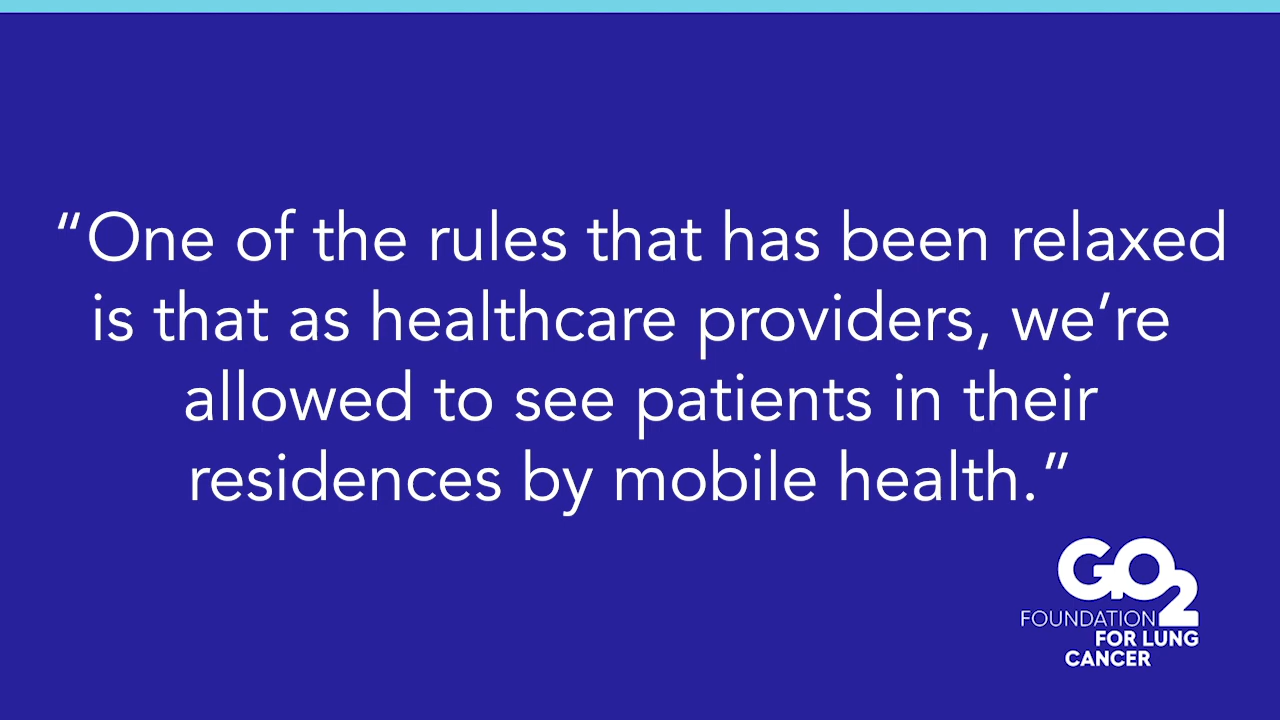 “One of the rules that has been relaxed
is that as healthcare providers, we’re
allowed to see patients in their
residences by mobile health.”
GO2
FOUNDATION
FOR LUNG
CANCER